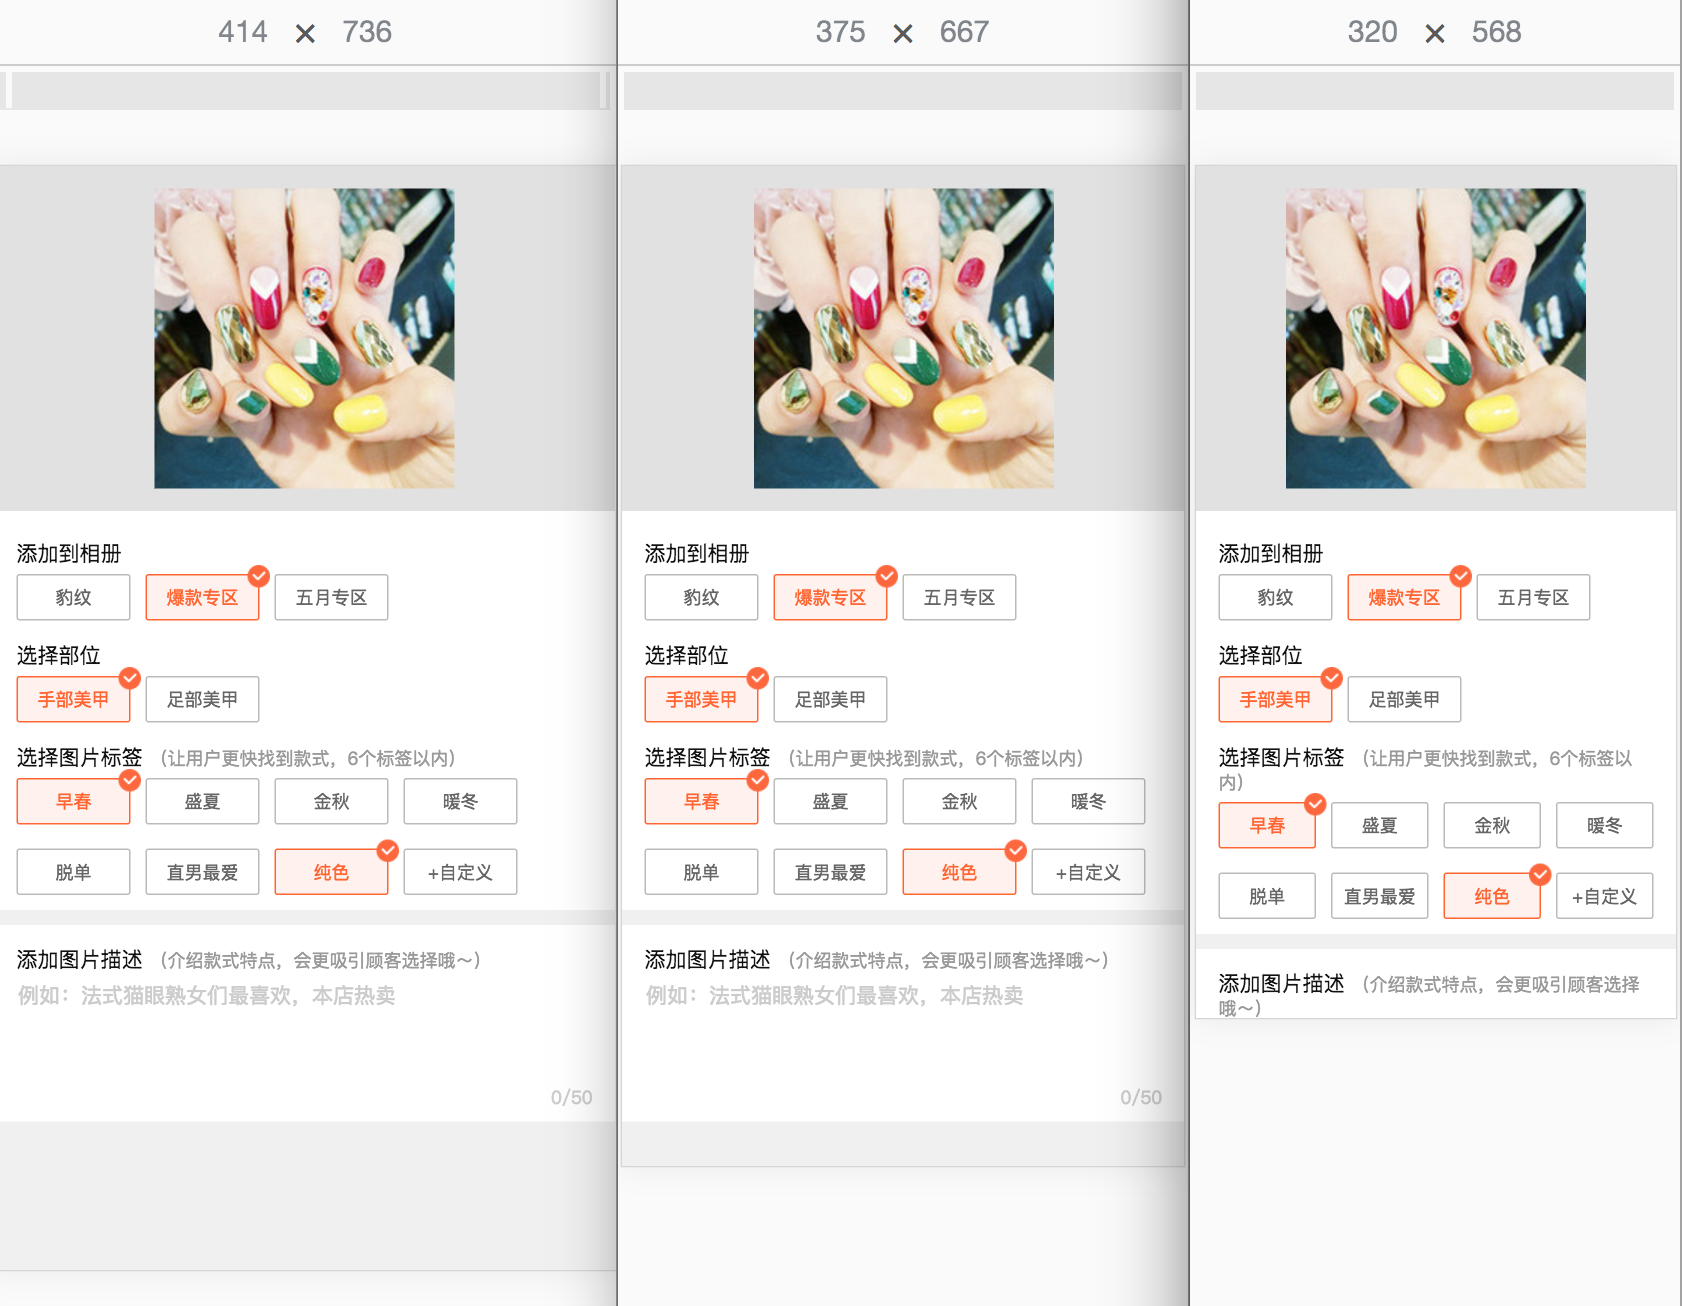 414 × 736
添加到相册
豹纹 爆款专区 五月专区
选择部位
手部美甲 足部美甲
选择图片标签 （让用户更快找到款式，6个标签以内）
早春 盛夏 金秋 暖冬
脱单 直男最爱 纯色 +自定义
添加图片描述 （介绍款式特点，会更吸引顾客选择哦～）
例如：法式猫眼熟女们最喜欢，本店热卖
0/50
375 × 667
添加到相册
豹纹 爆款专区 五月专区
选择部位
手部美甲 足部美甲
选择图片标签 （让用户更快找到款式，6个标签以内）
早春 盛夏 金秋 暖冬
脱单 直男最爱 纯色 +自定义
添加图片描述 （介绍款式特点，会更吸引顾客选择哦～）
例如：法式猫眼熟女们最喜欢，本店热卖
0/50
320 × 568
添加到相册
豹纹 爆款专区 五月专区
选择部位
手部美甲 足部美甲
选择图片标签 （让用户更快找到款式，6个标签以
内）
早春 盛夏 金秋 暖冬
脱单 直男最爱 纯色 +自定义
添加图片描述 （介绍款式特点，会更吸引顾客选择
哦～）